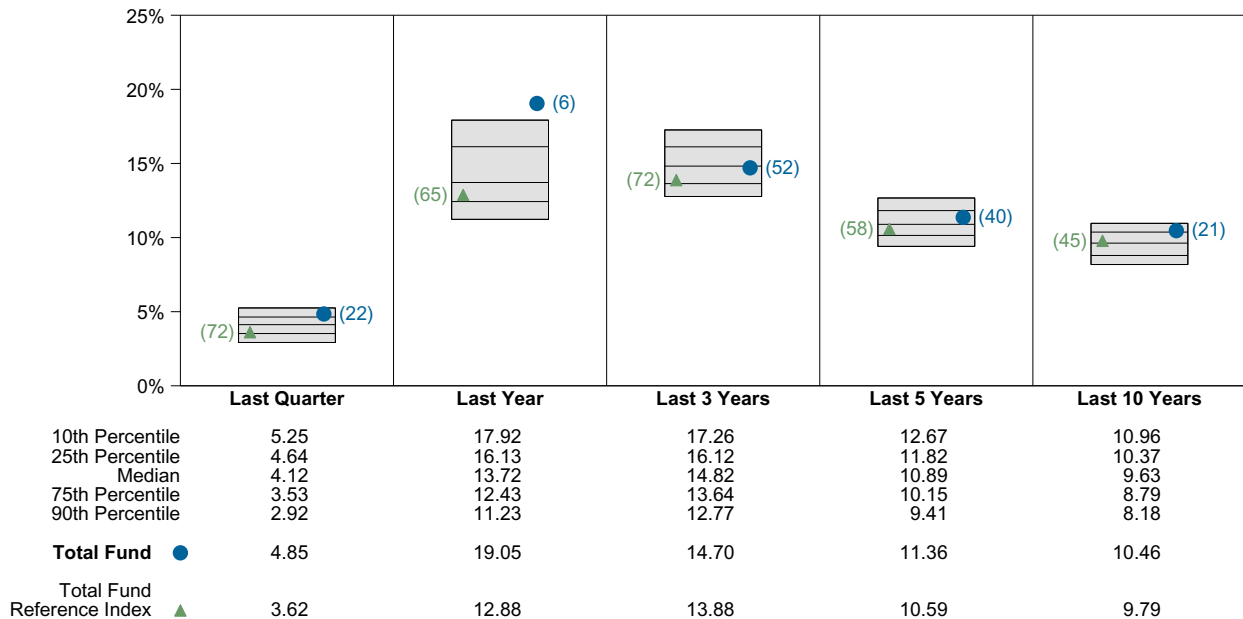 25%
20%
15%
10%
5%
0%
(72)
(22)
(65)
(6)
(72)
(52)
(58)
(40)
(45)
(21)
Last Quarter Last Year Last 3 Years Last 5 Years Last 10 Years
10th Percentile 5.25 17.92 17.26 12.67 10.96
25th Percentile 4.64 16.13 16.12 11.82 10.37
Median 4.12 13.72 14.82 10.89 9.63
75th Percentile 3.53 12.43 13.64 10.15 8.79
90th Percentile 2.92 11.23 12.77 9.41 8.18
Total Fund 4.85 19.05 14.70 11.36 10.46
Total Fund
Reference Index 3.62 12.88 13.88 10.59 9.79